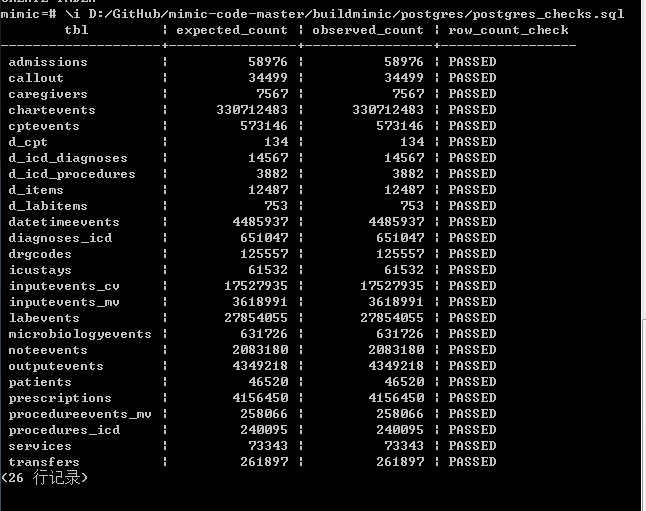 mimic=# \i D:/GitHub/mimic-code-master/buildmimic/postgres/postgres_checks.sql
tbl | expected_count | observed_count | row_count_check
--------------------+----------------+----------------+-----------------
admissions | 58976 | 58976 | PASSED
callout | 34499 | 34499 | PASSED
caregivers | 7567 | 7567 | PASSED
chartevents | 330712483 | 330712483 | PASSED
cptevents | 573146 | 573146 | PASSED
d_cpt | 134 | 134 | PASSED
d_icd_diagnoses | 14567 | 14567 | PASSED
d_icd_procedures | 3882 | 3882 | PASSED
d_items | 12487 | 12487 | PASSED
d_labitems | 753 | 753 | PASSED
datetimeevents | 4485937 | 4485937 | PASSED
diagnoses_icd | 651047 | 651047 | PASSED
drgcodes | 125557 | 125557 | PASSED
icustays | 61532 | 61532 | PASSED
inputevents_cv | 17527935 | 17527935 | PASSED
inputevents_mv | 3618991 | 3618991 | PASSED
labevents | 27854055 | 27854055 | PASSED
microbiologyevents | 631726 | 631726 | PASSED
noteevents | 2083180 | 2083180 | PASSED
outputevents | 4349218 | 4349218 | PASSED
patients | 46520 | 46520 | PASSED
prescriptions | 4156450 | 4156450 | PASSED
procedureevents_mv | 258066 | 258066 | PASSED
procedures_icd | 240095 | 240095 | PASSED
services | 73343 | 73343 | PASSED
transfers | 261897 | 261897 | PASSED
(26 行记录)